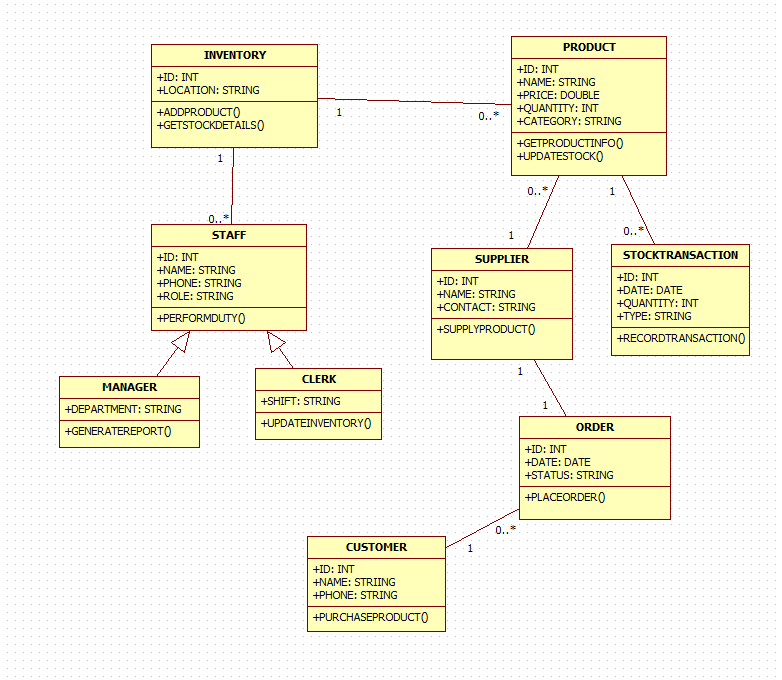 INVENTORY
+ID: INT
+LOCATION: STRING
+ADDPRODUCT()
+GETSTOCKDETAILS()
PRODUCT
+ID: INT
+NAME: STRING
+PRICE: DOUBLE
+QUANTITY: INT
+CATEGORY: STRING
+GETPRODUCTINFO()
+UPDATESTOCK()
1
0..*
1
0..*
0..*
1
1
0..*
STAFF
+ID: INT
+NAME: STRING
+PHONE: STRING
+ROLE: STRING
+PERFORMDUTY()
SUPPLIER
+ID: INT
+NAME: STRING
+CONTACT: STRING
+SUPPLYPRODUCT()
STOCKTRANSACTION
+ID: INT
+DATE: DATE
+QUANTITY: INT
+TYPE: STRING
+RECORDTRANSACTION()
MANAGER
+DEPARTMENT: STRING
+GENERATEREPORT()
CLERK
+SHIFT: STRING
+UPDATEINVENTORY()
1
1
ORDER
+ID: INT
+DATE: DATE
+STATUS: STRING
+PLACEORDER()
0..*
1
CUSTOMER
+ID: INT
+NAME: STRIING
+PHONE: STRING
+PURCHASEPRODUCT()